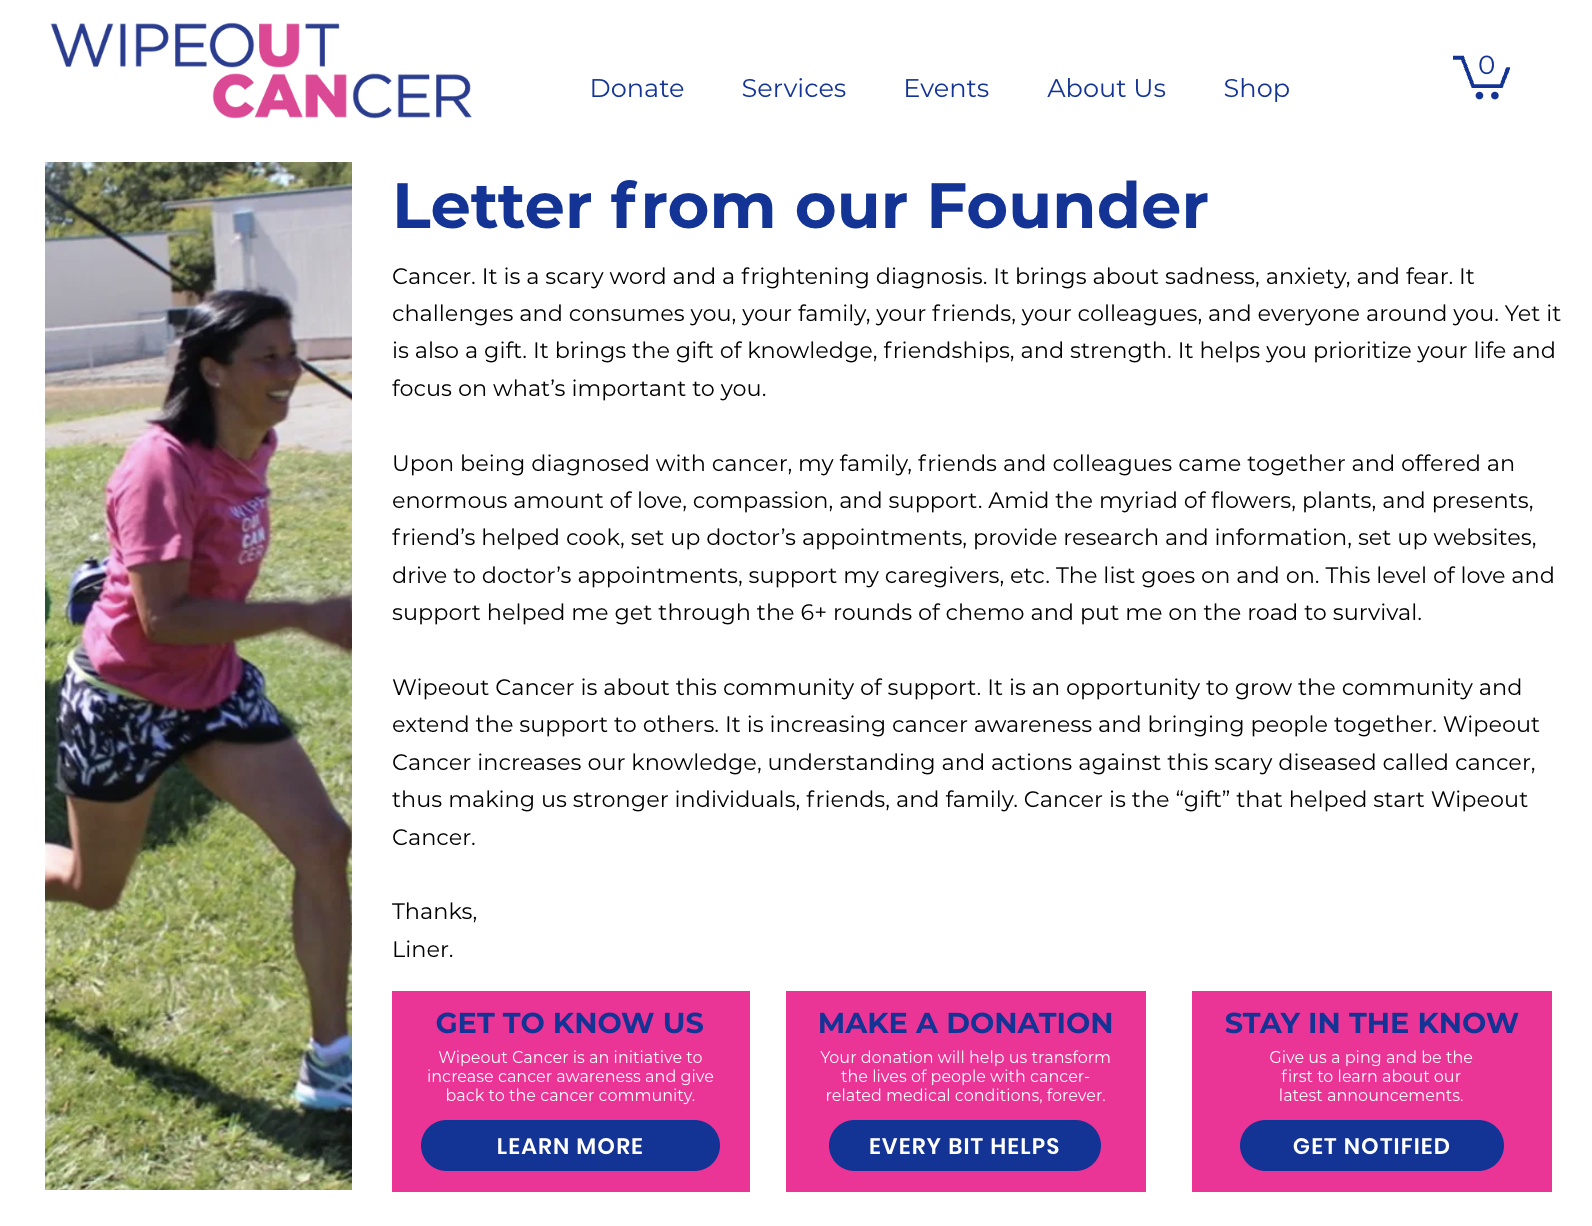 WIPEOUT
CANCER
Donate Services Events About Us Shop
0
Letter from our Founder
Cancer. It is a scary word and a frightening diagnosis. It brings about sadness, anxiety, and fear. It
challenges and consumes you, your family, your friends, your colleagues, and everyone around you. Yet it
is also a gift. It brings the gift of knowledge, friendships, and strength. It helps you prioritize your life and
focus on what’s important to you.
Upon being diagnosed with cancer, my family, friends and colleagues came together and offered an
enormous amount of love, compassion, and support. Amid the myriad of flowers, plants, and presents,
friend’s helped cook, set up doctor’s appointments, provide research and information, set up websites,
drive to doctor’s appointments, support my caregivers, etc. The list goes on and on. This level of love and
support helped me get through the 6+ rounds of chemo and put me on the road to survival.
Wipeout Cancer is about this community of support. It is an opportunity to grow the community and
extend the support to others. It is increasing cancer awareness and bringing people together. Wipeout
Cancer increases our knowledge, understanding and actions against this scary diseased called cancer,
thus making us stronger individuals, friends, and family. Cancer is the “gift” that helped start Wipeout
Cancer.
Thanks,
Liner.
WIPE
OUT
CAN
CER
GET TO KNOW US
Wipeout Cancer is an initiative to
increase cancer awareness and give
back to the cancer community.
LEARN MORE
MAKE A DONATION
Your donation will help us transform
the lives of people with cancer-
related medical conditions, forever.
EVERY BIT HELPS
STAY IN THE KNOW
Give us a ping and be the
first to learn about our
latest announcements.
GET NOTIFIED